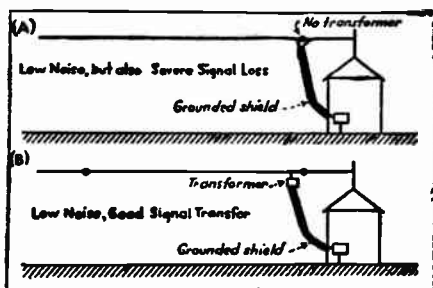 (A)
No transformer
Low Noise, but also Severe Signal Loss
Grounded shield
(B)
Transformer
Low Noise, Good Signal Transfer
Grounded shield